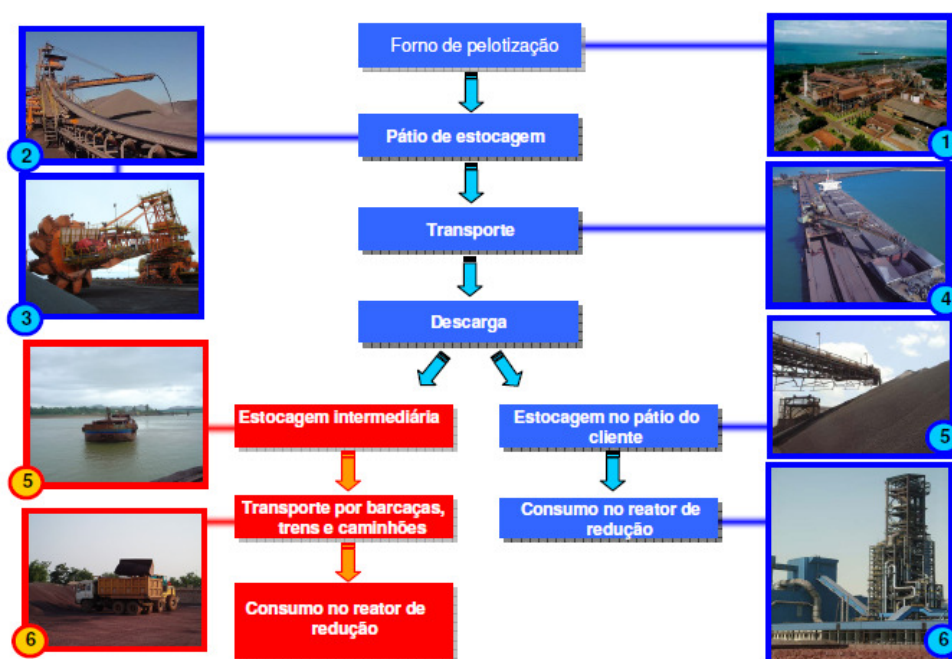 Forno de pelotização
1
2
Pátio de estocagem
3
Transporte
4
Descarga
5
Estocagem intermediária
Estocagem no pátio do
cliente
5
Transporte por barcaças,
trens e caminhões
Consumo no reator de
redução
6
Consumo no reator de
redução
6